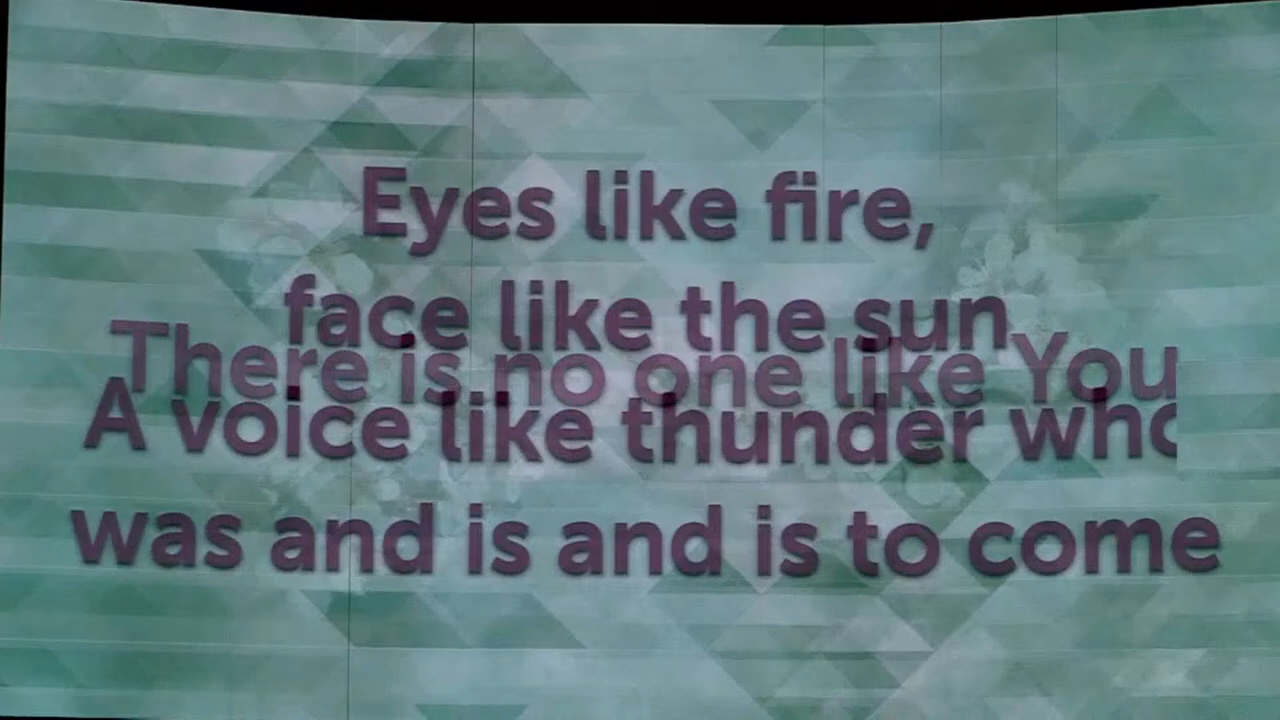 Eyes like fire,
face like the sun
There is no one like You
A voice like thunder who
was and is and is to come